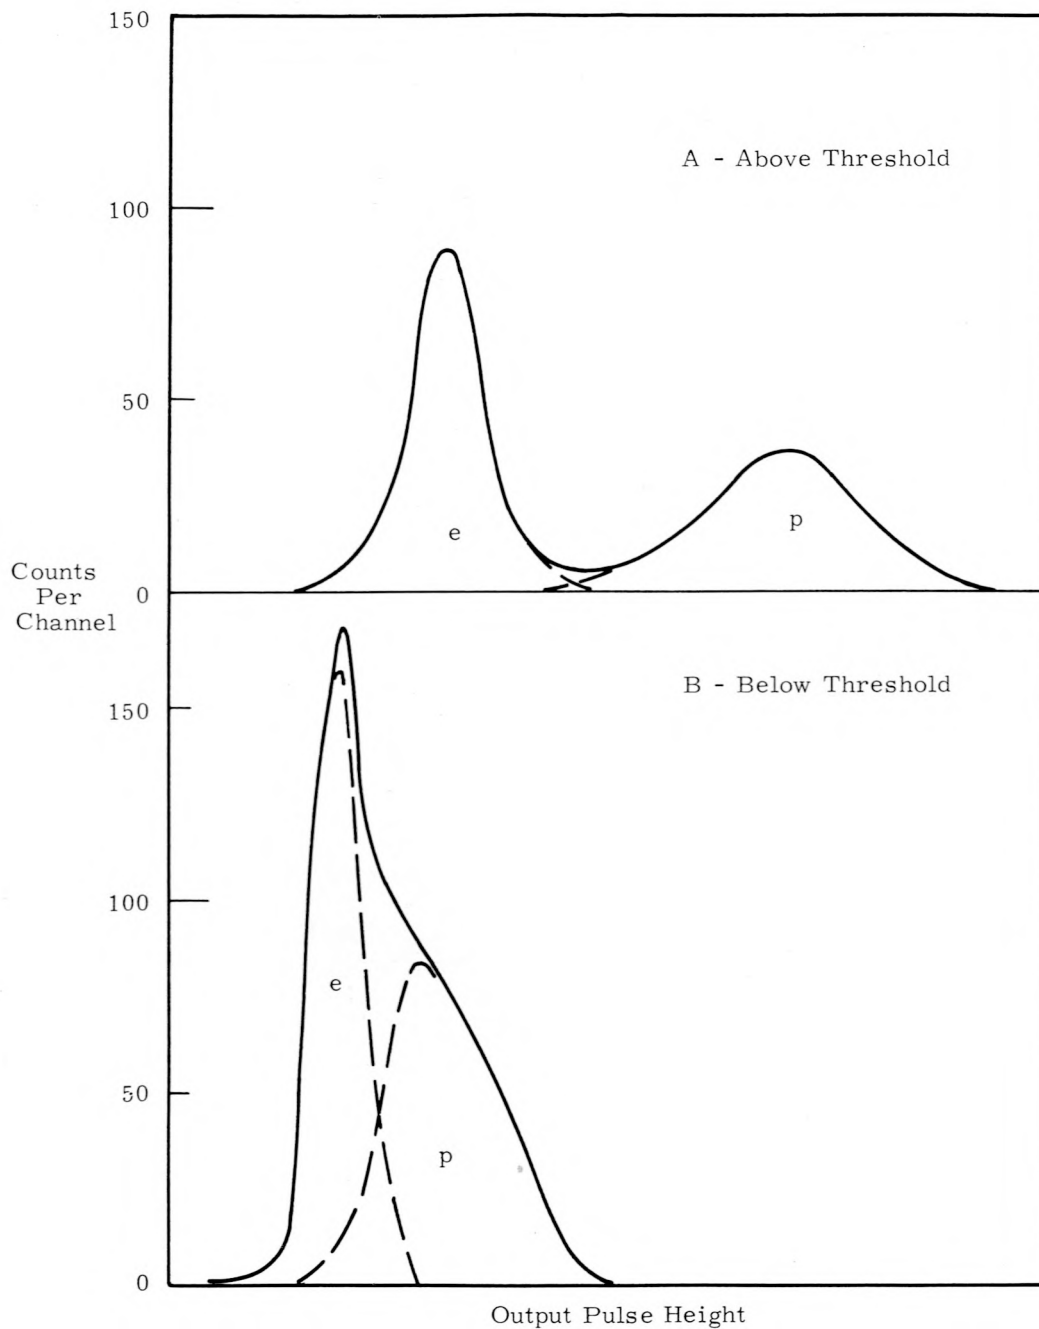 150
A - Above Threshold
100
50
e
p
Counts
Per
Channel
0
B - Below Threshold
150
100
e
50
p
0
Output Pulse Height